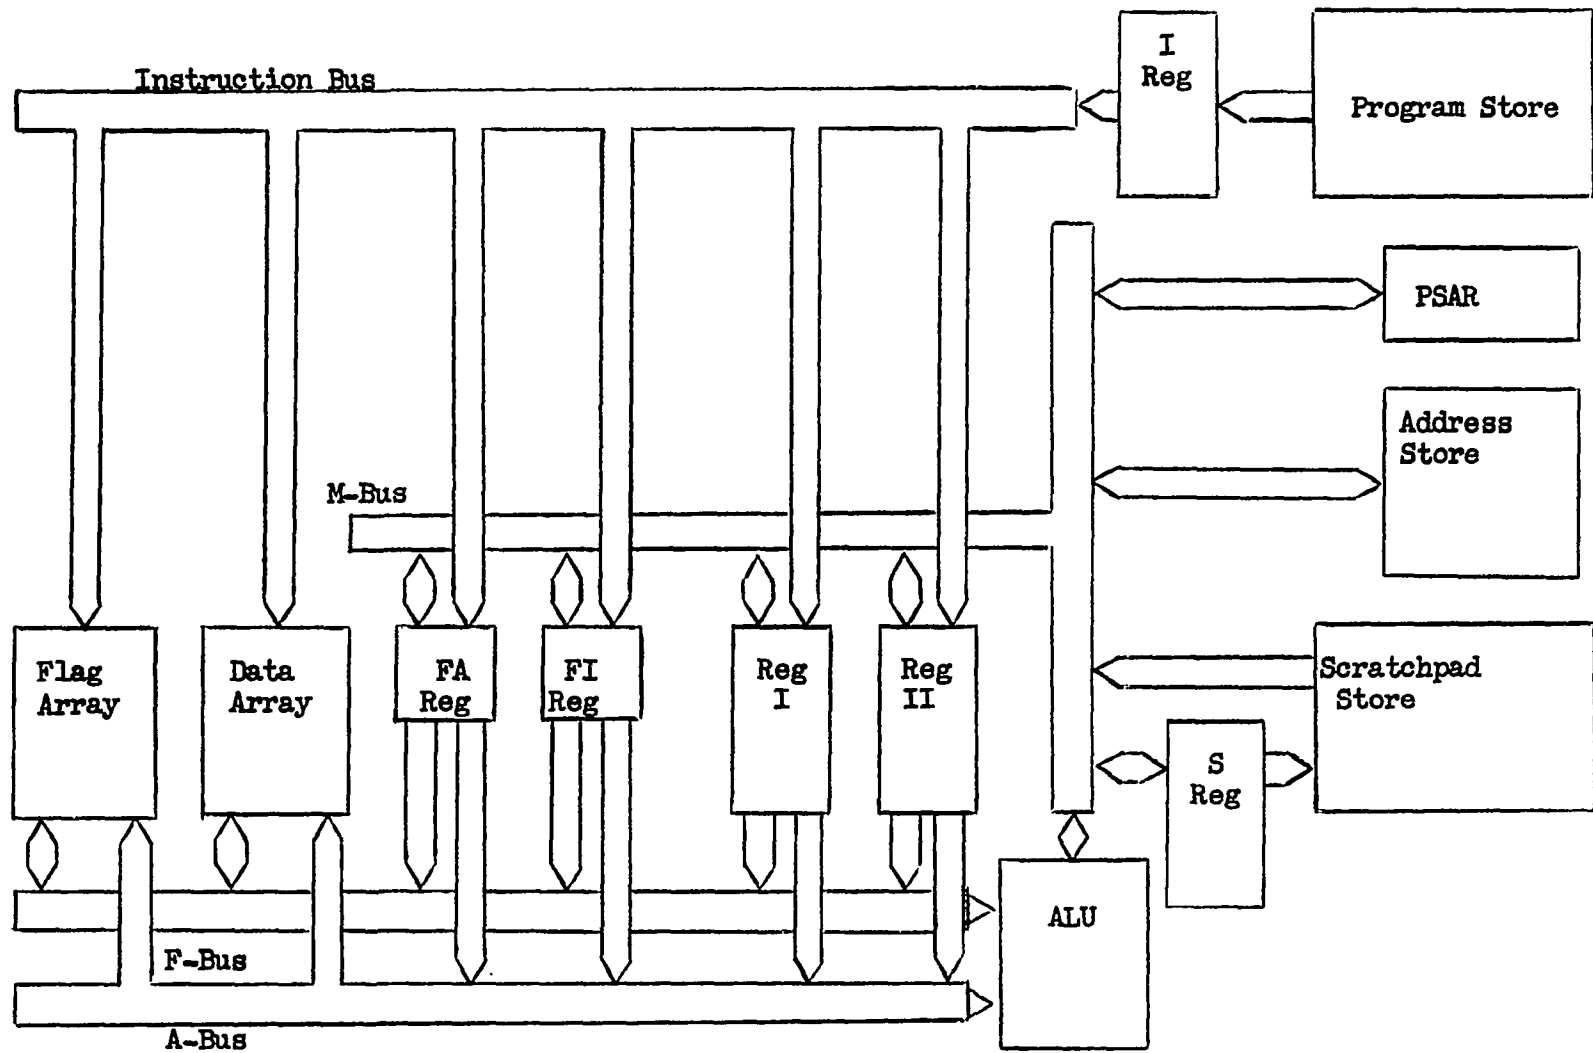 Instruction Bus
I
Reg
Program Store
PSAR
Address
Store
M-Bus
Flag
Array
Data
Array
FA
Reg
FI
Reg
Reg
I
Reg
II
Scratchpad
Store
S
Reg
ALU
F-Bus
A-Bus